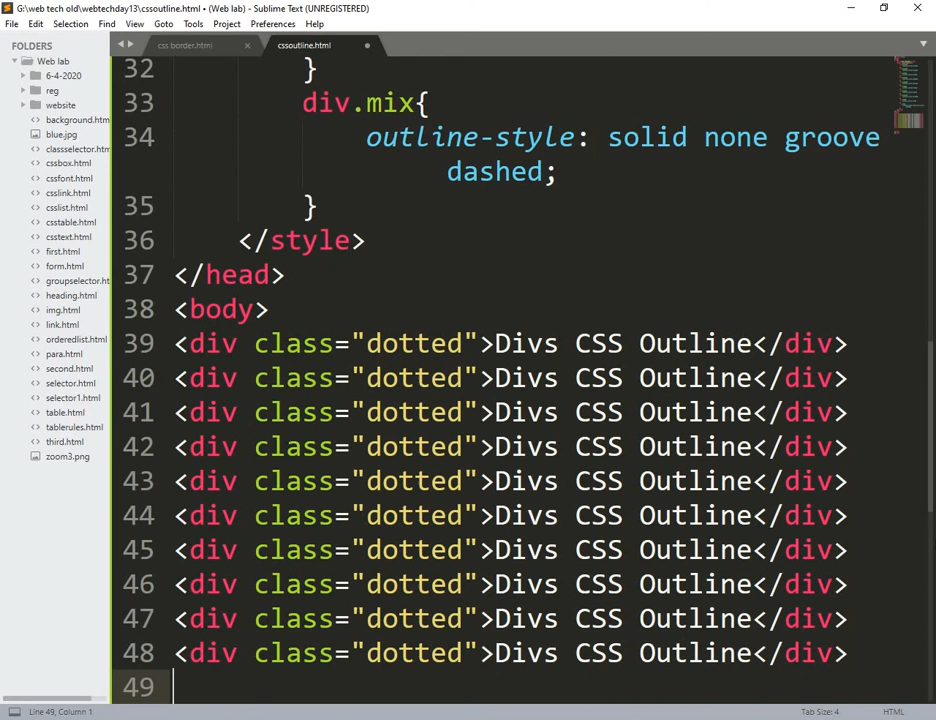 G:\web tech old\webtechday13\cssoutline.html • (Web lab) - Sublime Text (UNREGISTERED)
File Edit Selection Find View Goto Tools Project Preferences Help
FOLDERS
Web lab
6-4-2020
reg
website
background.htm
blue.jpg
classselector.htm
cssbox.html
cssfont.html
csslink.html
csslist.html
csstable.html
csstext.html
first.html
form.html
groupselector.ht
heading.html
img.html
link.html
orderedlist.html
para.html
second.html
selector.html
selector1.html
table.html
tablerules.html
third.html
zoom3.png
css border.html
cssoutline.html
32 }
33 div.mix{
34 outline-style: solid none groove
dashed;
35 }
36 </style>
37 </head>
38 <body>
39 <div class="dotted">Divs CSS Outline</div>
40 <div class="dotted">Divs CSS Outline</div>
41 <div class="dotted">Divs CSS Outline</div>
42 <div class="dotted">Divs CSS Outline</div>
43 <div class="dotted">Divs CSS Outline</div>
44 <div class="dotted">Divs CSS Outline</div>
45 <div class="dotted">Divs CSS Outline</div>
46 <div class="dotted">Divs CSS Outline</div>
47 <div class="dotted">Divs CSS Outline</div>
48 <div class="dotted">Divs CSS Outline</div>
49
Line 49, Column 1
Tab Size: 4
HTML